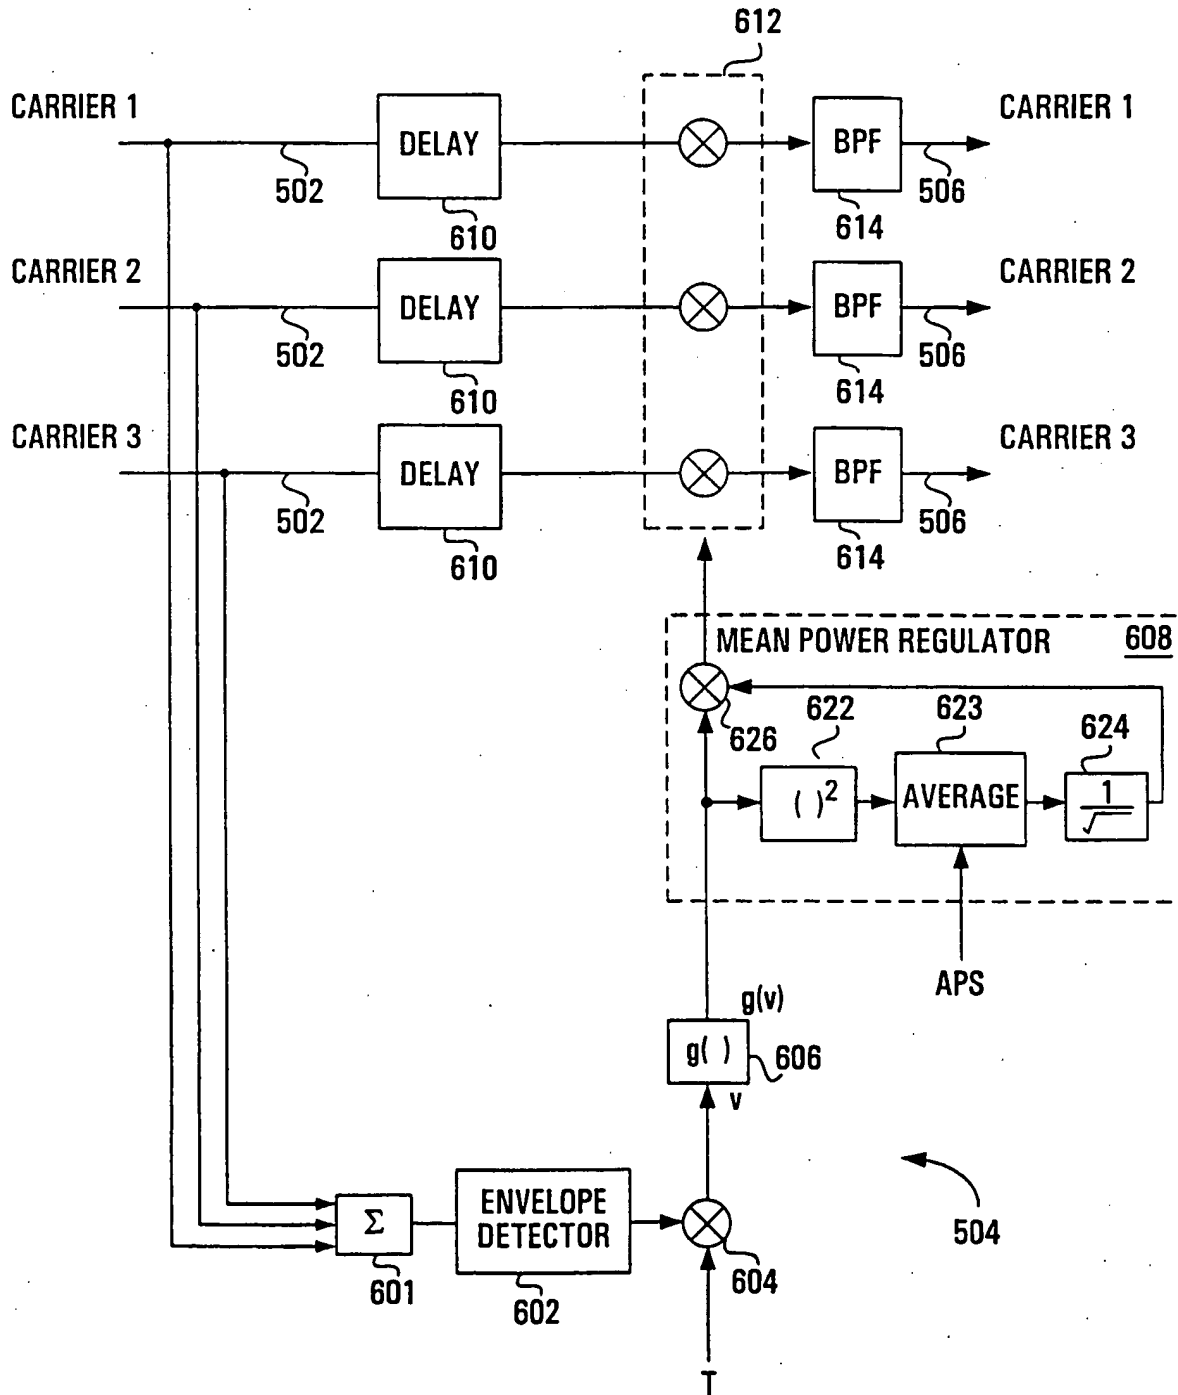 612
CARRIER 1
DELAY
BPF
CARRIER 1
502
610
614
506
CARRIER 2
DELAY
BPF
CARRIER 2
502
610
614
506
CARRIER 3
DELAY
BPF
CARRIER 3
502
610
614
506
MEAN POWER REGULATOR
608
626
622
623
624
( )²
AVERAGE
1
√
APS
g(v)
g( )
606
v
ENVELOPE
DETECTOR
Σ
601
602
604
504
T